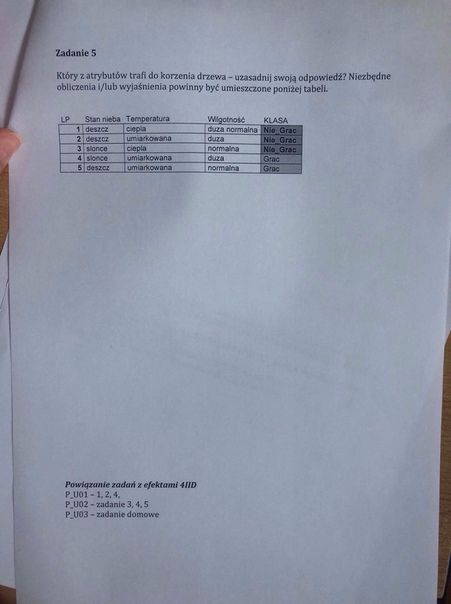 Zadanie 5
Który z atrybutów trafi do korzenia drzewa – uzasadnij swoją odpowiedź? Niezbędne
obliczenia i/lub wyjaśnienia powinny być umieszczone poniżej tabeli.
LP Stan nieba Temperatura Wilgotność KLASA
1 deszcz ciepla duza normalna Nie_Grac
2 deszcz umiarkowana duza Nie_Grac
3 slonce ciepla normalna Nie_Grac
4 slonce umiarkowana duza Grac
5 deszcz umiarkowana normalna Grac
Powiązanie zadań z efektami 4IID
P_U01 – 1, 2, 4,
P_U02 – zadanie 3, 4, 5
P_U03 – zadanie domowe